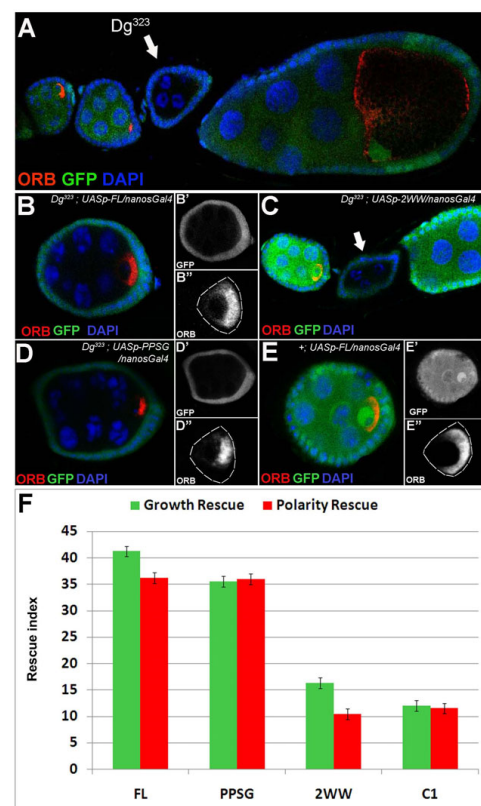 A
Dg323
ORB GFP DAPI
B
Dg323 ; UASp-FL/nanosGal4
B'
GFP
B"
ORB
ORB GFP DAPI
C
Dg323 ; UASp-2WW/nanosGal4
ORB GFP DAPI
D
Dg323 ; UASp-PPSG
/nanosGal4
D'
GFP
D"
ORB
ORB GFP DAPI
E
+; UASp-FL/nanosGal4
E'
GFP
E"
ORB
ORB GFP DAPI
F
Growth Rescue
Polarity Rescue
Rescue index
45
40
35
30
25
20
15
10
5
0
FL
PPSG
2WW
C1